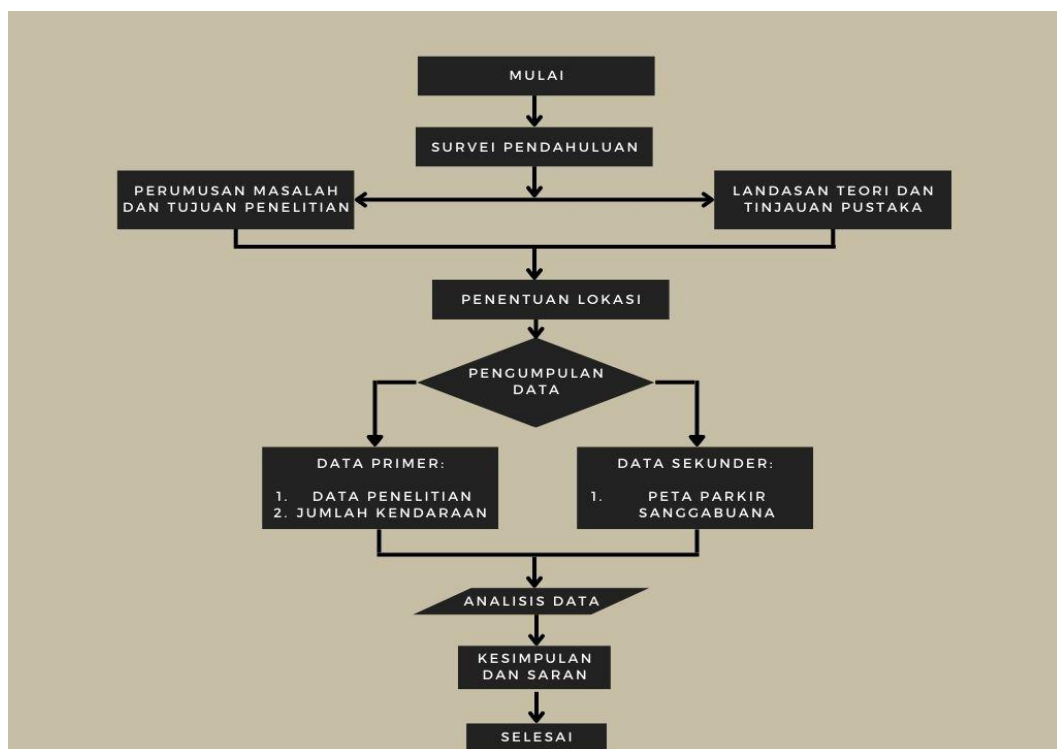 MULAI
SURVEI PENDAHULUAN
PERUMUSAN MASALAH
DAN TUJUAN PENELITIAN
LANDASAN TEORI DAN
TINJAUAN PUSTAKA
PENENTUAN LOKASI
PENGUMPULAN
DATA
DATA PRIMER:
1. DATA PENELITIAN
2. JUMLAH KENDARAAN
DATA SEKUNDER:
1. PETA PARKIR
SANGGABUANA
ANALISIS DATA
KESIMPULAN
DAN SARAN
SELESAI